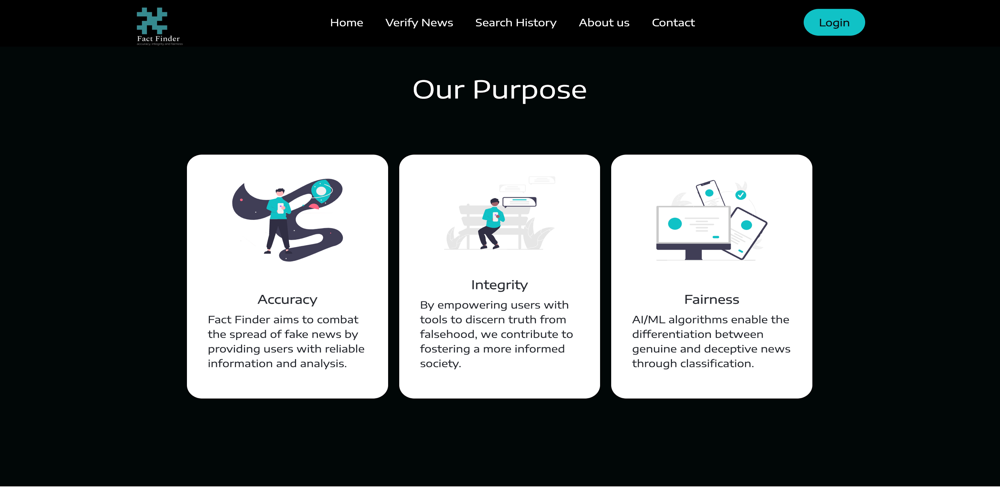 Fact Finder
accuracy, integrity and fairness
Home
Verify News
Search History
About us
Contact
Login
Our Purpose
Accuracy
Fact Finder aims to combat
the spread of fake news by
providing users with reliable
information and analysis.
Integrity
By empowering users with
tools to discern truth from
falsehood, we contribute to
fostering a more informed
society.
Fairness
AI/ML algorithms enable the
differentiation between
genuine and deceptive news
through classification.